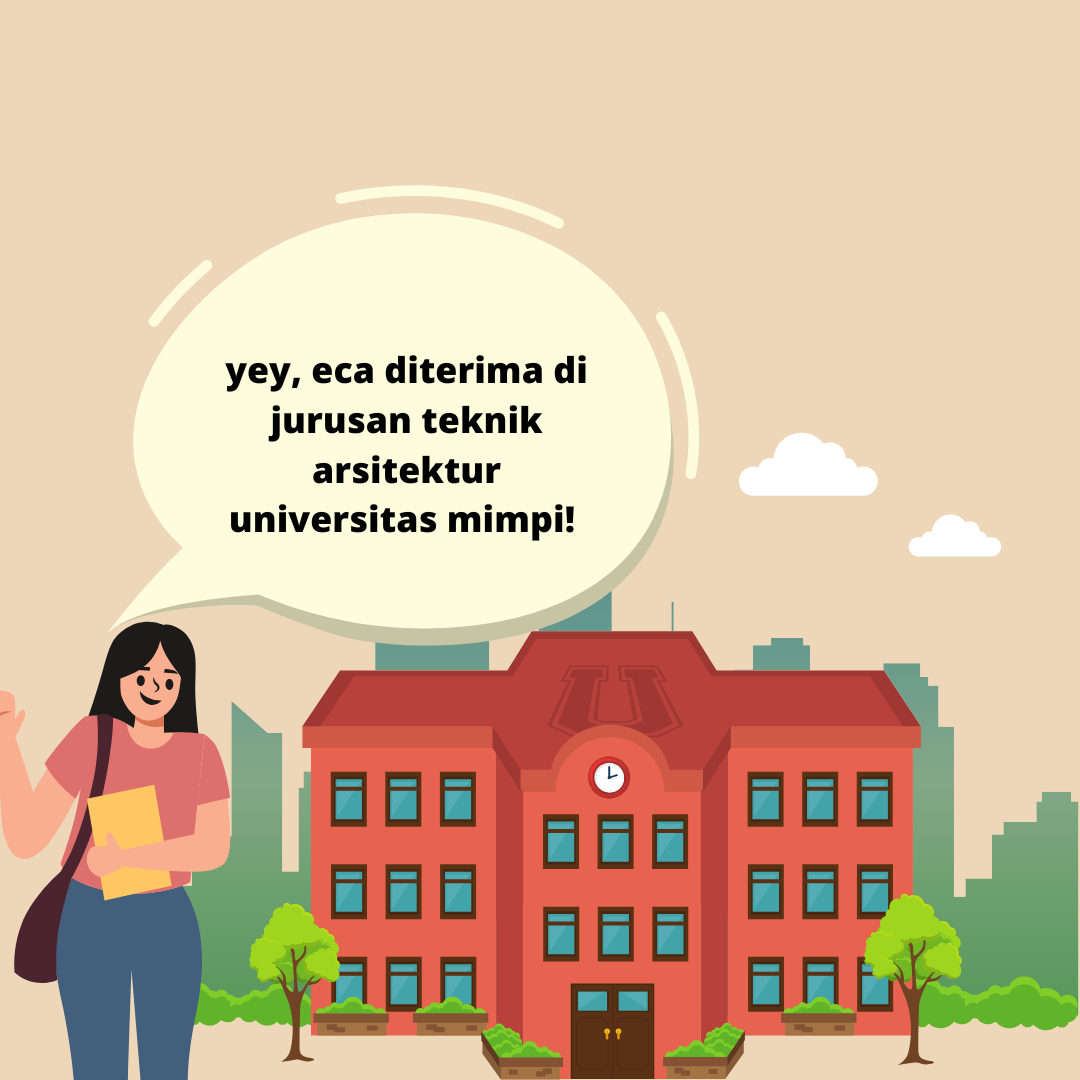 yey, eca diterima di
jurusan teknik
arsitektur
universitas mimpi!
U